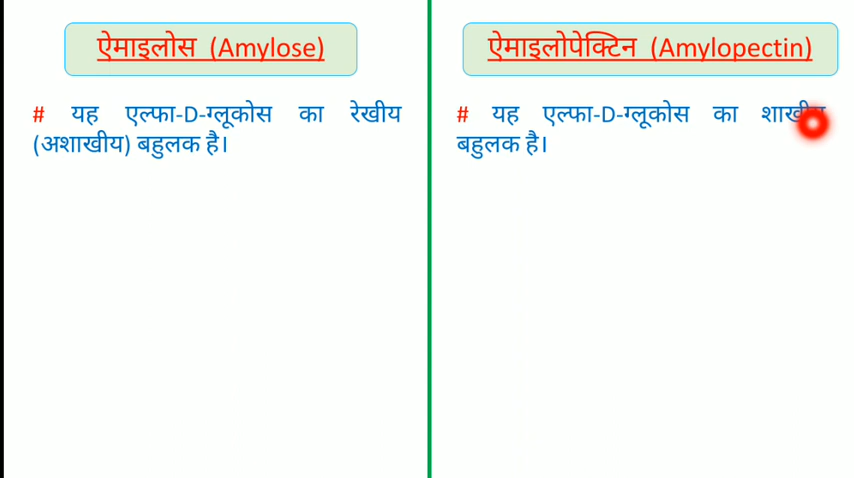 ऐमाइलोस (Amylose)
# यह एल्फा-D-ग्लूकोस का रेखीय
(अशाखीय) बहुलक है।
ऐमाइलोपेक्टिन (Amylopectin)
# यह एल्फा-D-ग्लूकोस का शाखीय
बहुलक है।